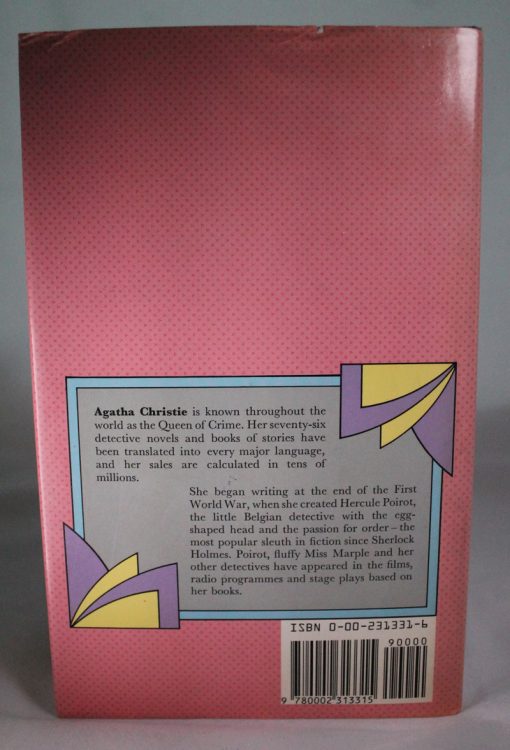 Agatha Christie is known throughout the
world as the Queen of Crime. Her seventy-six
detective novels and books of stories have
been translated into every major language,
and her sales are calculated in tens of
millions.
She began writing at the end of the First
World War, when she created Hercule Poirot,
the little Belgian detective with the egg-
shaped head and the passion for order – the
most popular sleuth in fiction since Sherlock
Holmes. Poirot, fluffy Miss Marple and her
other detectives have appeared in the films,
radio programmes and stage plays based on
her books.
ISBN 0-00-231331-6
90000
9 780002 313315